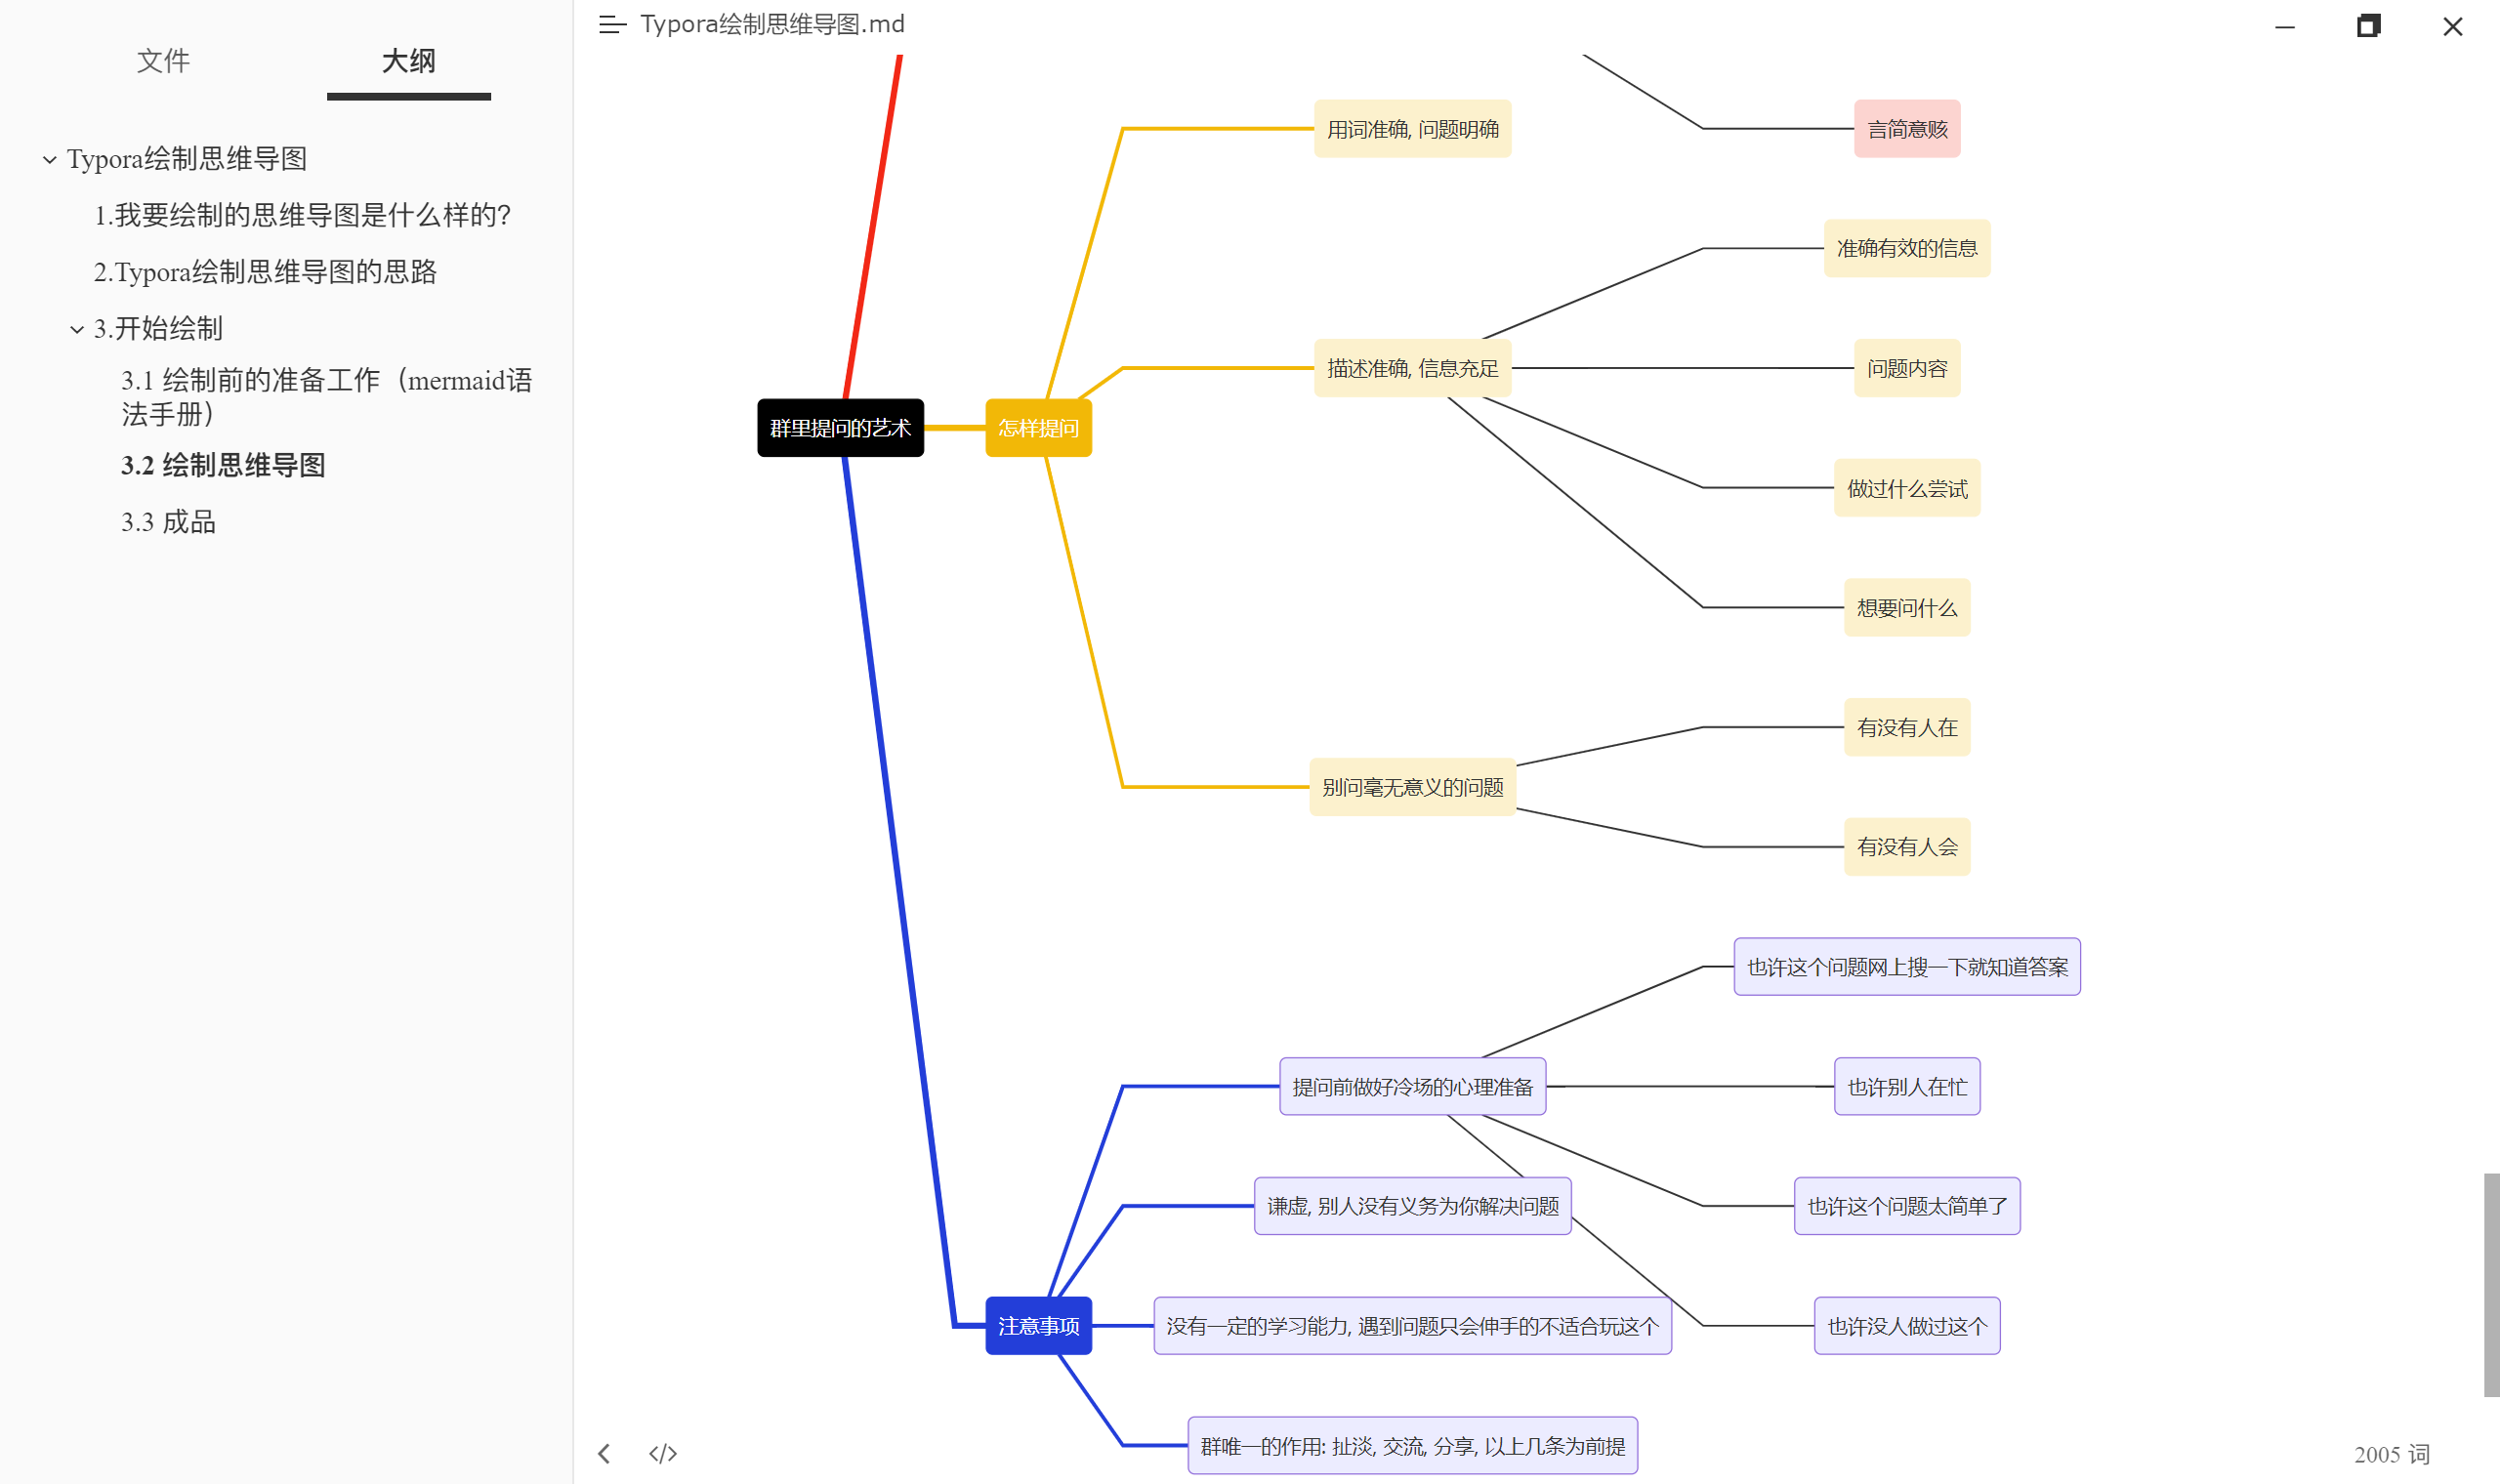 文件
大纲
Typora绘制思维导图
1.我要绘制的思维导图是什么样的？
2.Typora绘制思维导图的思路
3.开始绘制
3.1 绘制前的准备工作（mermaid语
法手册）
3.2 绘制思维导图
3.3 成品
Typora绘制思维导图.md
用词准确, 问题明确
言简意赅
准确有效的信息
描述准确, 信息充足
问题内容
群里提问的艺术
怎样提问
做过什么尝试
想要问什么
有没有人在
别问毫无意义的问题
有没有人会
也许这个问题网上搜一下就知道答案
提问前做好冷场的心理准备
也许别人在忙
谦虚, 别人没有义务为你解决问题
也许这个问题太简单了
注意事项
没有一定的学习能力, 遇到问题只会伸手的不适合玩这个
也许没人做过这个
群唯一的作用: 扯淡, 交流, 分享, 以上几条为前提
2005 词